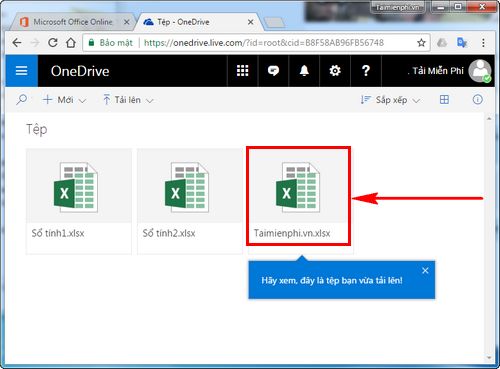 Taimienphi.vn
Microsoft Office Online,
Tệp - OneDrive
Bảo mật
https://onedrive.live.com/?id=root&cid=B8F58AB96FB56748
OneDrive
. Tải Miễn Phí
Mới
Tải lên
Sắp xếp
Tệp
Sổ tính1.xlsx
Sổ tính2.xlsx
Taimienphi.vn.xlsx
Hãy xem, đây là tệp bạn vừa tải lên!